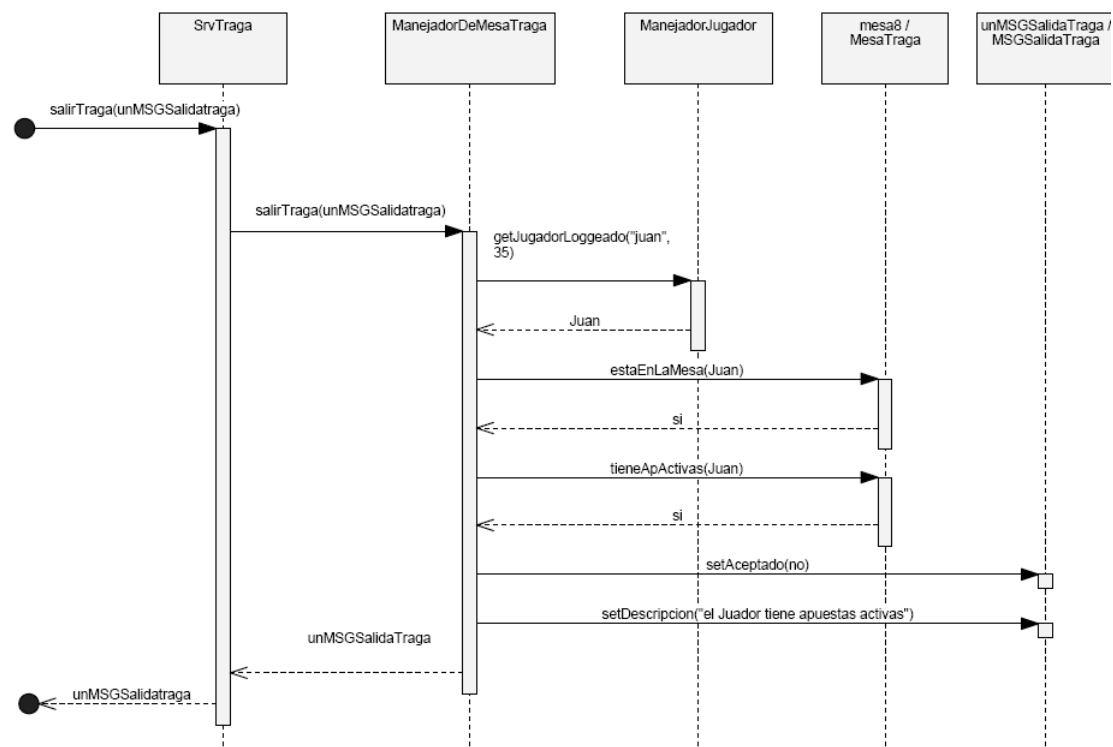 SrvTraga
ManejadorDeMesaTraga
ManejadorJugador
mesa8 /
MesaTraga
unMSGSalidaTraga /
MSGSalidaTraga
salirTraga(unMSGSalidatraga)
salirTraga(unMSGSalidatraga)
getJugadorLoggeado("juan",
35)
Juan
estaEnLaMesa(Juan)
si
tieneApActivas(Juan)
si
setAceptado(no)
setDescripcion("el Juador tiene apuestas activas")
unMSGSalidaTraga
unMSGSalidatraga